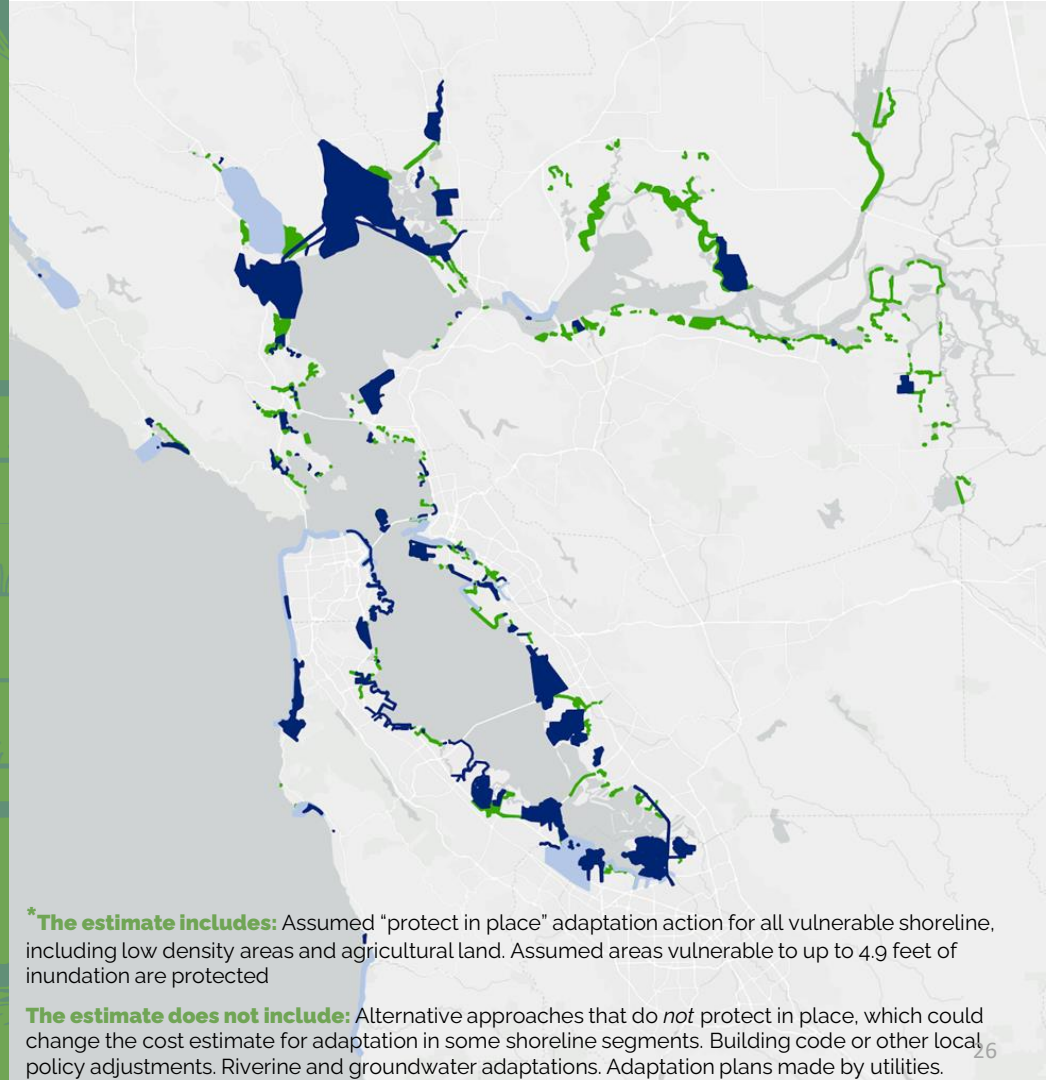 *The estimate includes: Assumed “protect in place” adaptation action for all vulnerable shoreline,
including low density areas and agricultural land. Assumed areas vulnerable to up to 4.9 feet of
inundation are protected
The estimate does not include: Alternative approaches that do not protect in place, which could
change the cost estimate for adaptation in some shoreline segments. Building code or other local
policy adjustments. Riverine and groundwater adaptations. Adaptation plans made by utilities.
26